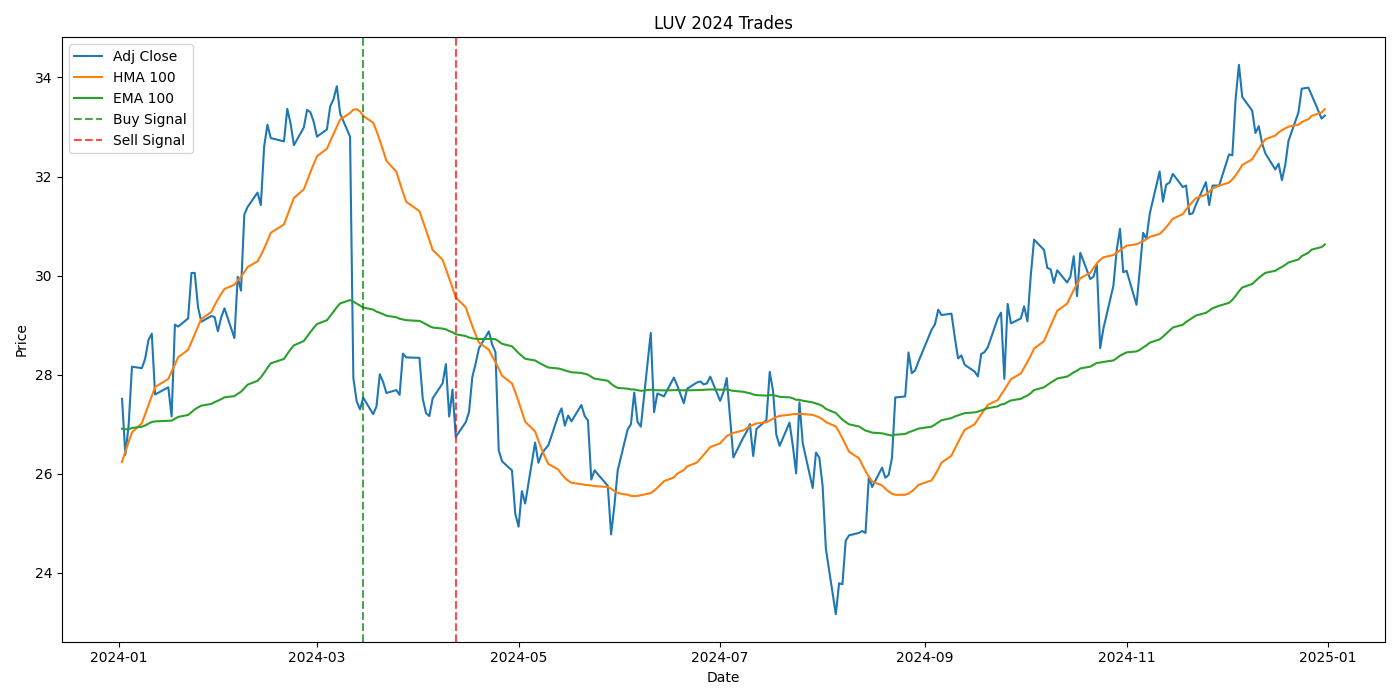 LUV 2024 Trades
Adj Close
HMA 100
EMA 100
Buy Signal
Sell Signal
Price
34
32
30
28
26
24
2024-01
2024-03
2024-05
2024-07
2024-09
2024-11
2025-01
Date